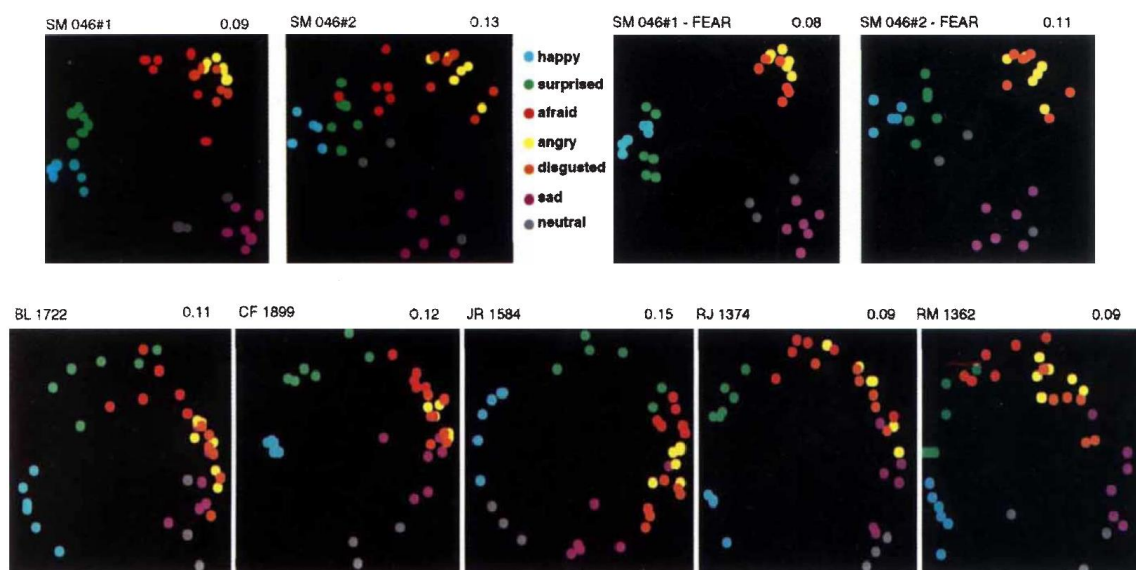 SM 046#1 0.09
SM 046#2 0.13
SM 046#1 - FEAR 0.08
SM 046#2 - FEAR 0.11
happy
surprised
afraid
angry
disgusted
sad
neutral
BL 1722 0.11
CF 1899 0.12
JR 1584 0.15
RJ 1374 0.09
RM 1362 0.09